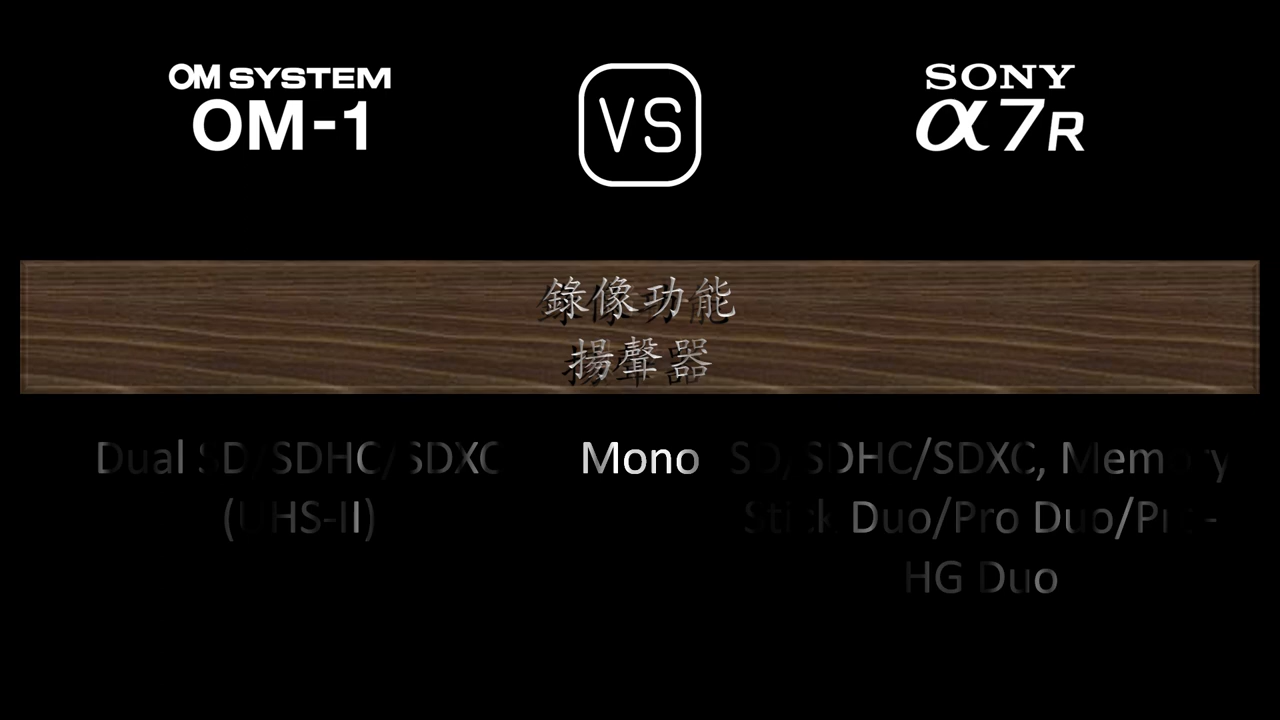 OM SYSTEM
OM-1
VS
SONY
α7R
錄像功能
揚聲器
Dual SD/SDHC/SDXC
(UHS-II)
Mono
SD/SDHC/SDXC, Memory
Stick Duo/Pro Duo/Pro-
HG Duo